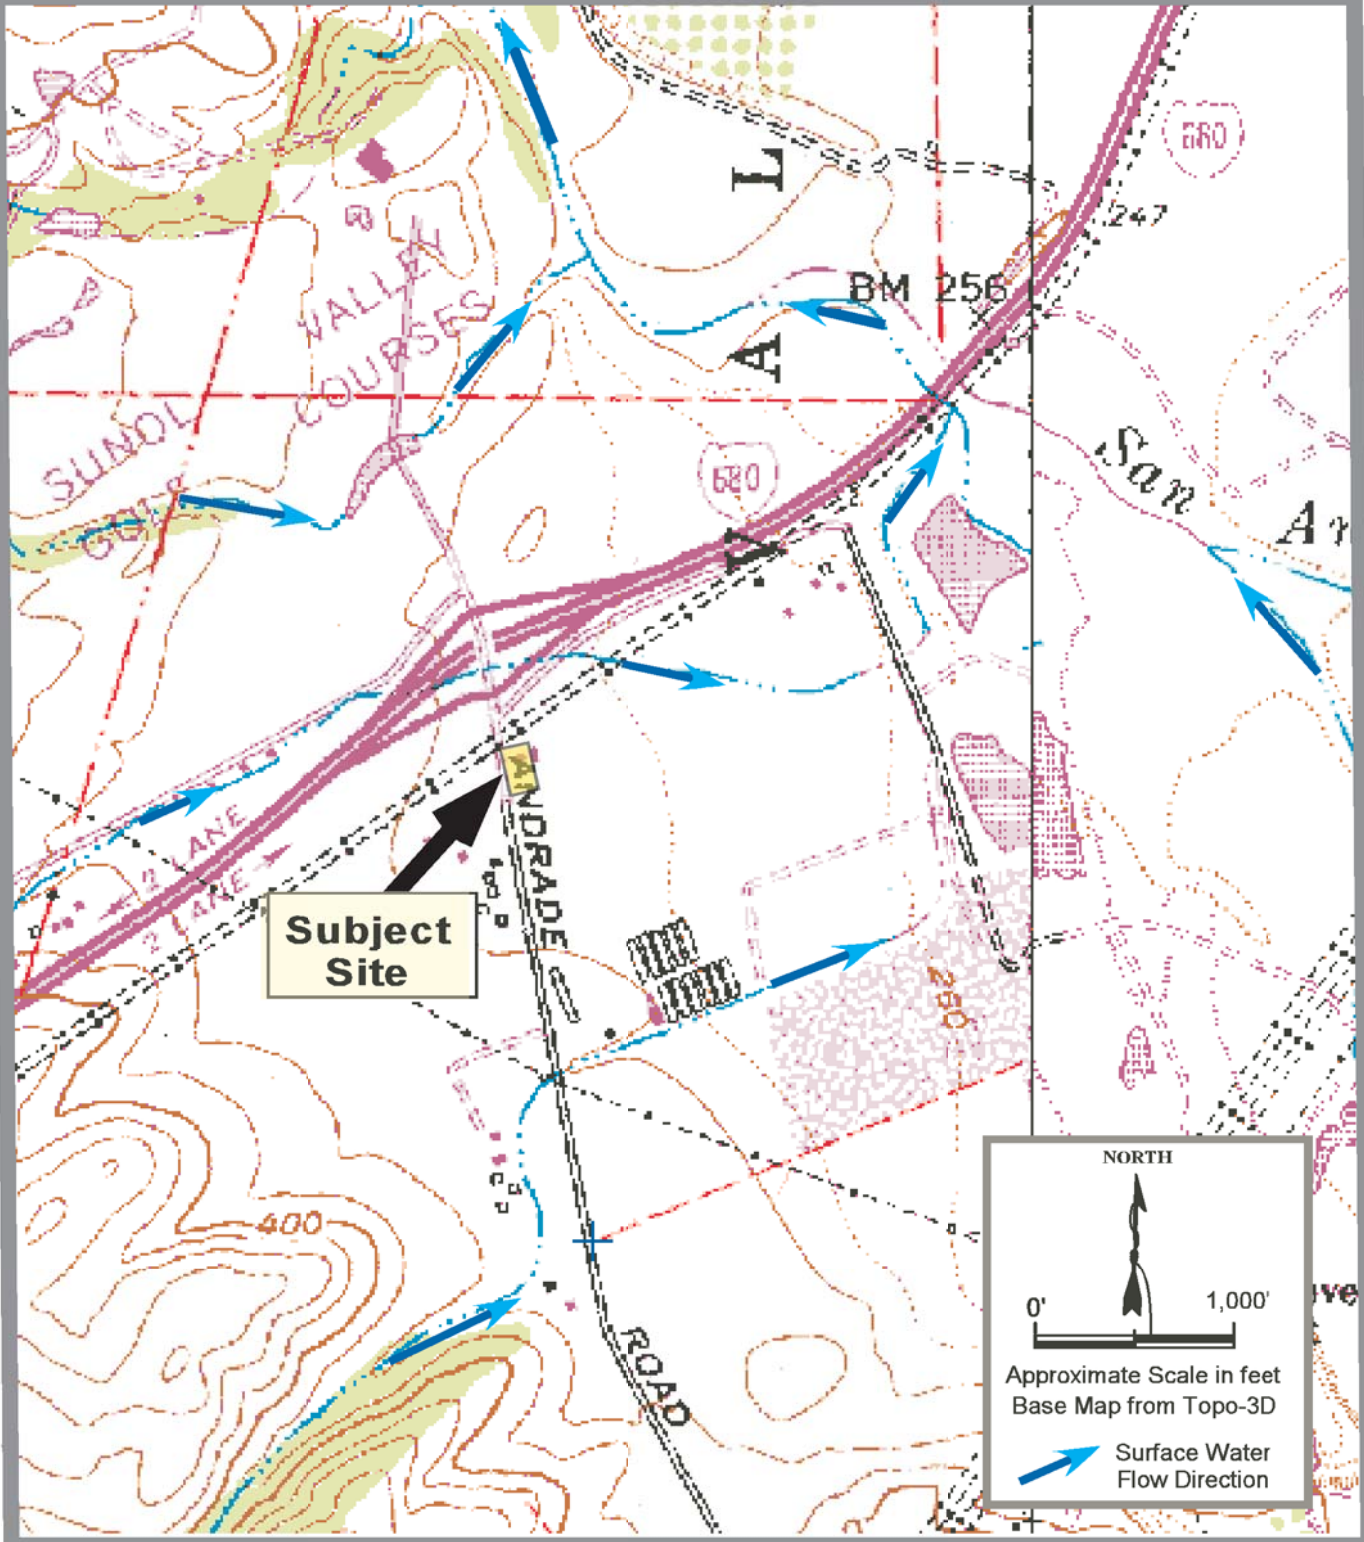 L
680
247
BM 256
A
VALLEY
COURSES
SUNOL
GOLF
680
San
V
2 LANE
2 LANE
ANDRADE
Subject
Site
250
400
ROAD
NORTH
0' 1,000'
Approximate Scale in feet
Base Map from Topo-3D
Surface Water
Flow Direction